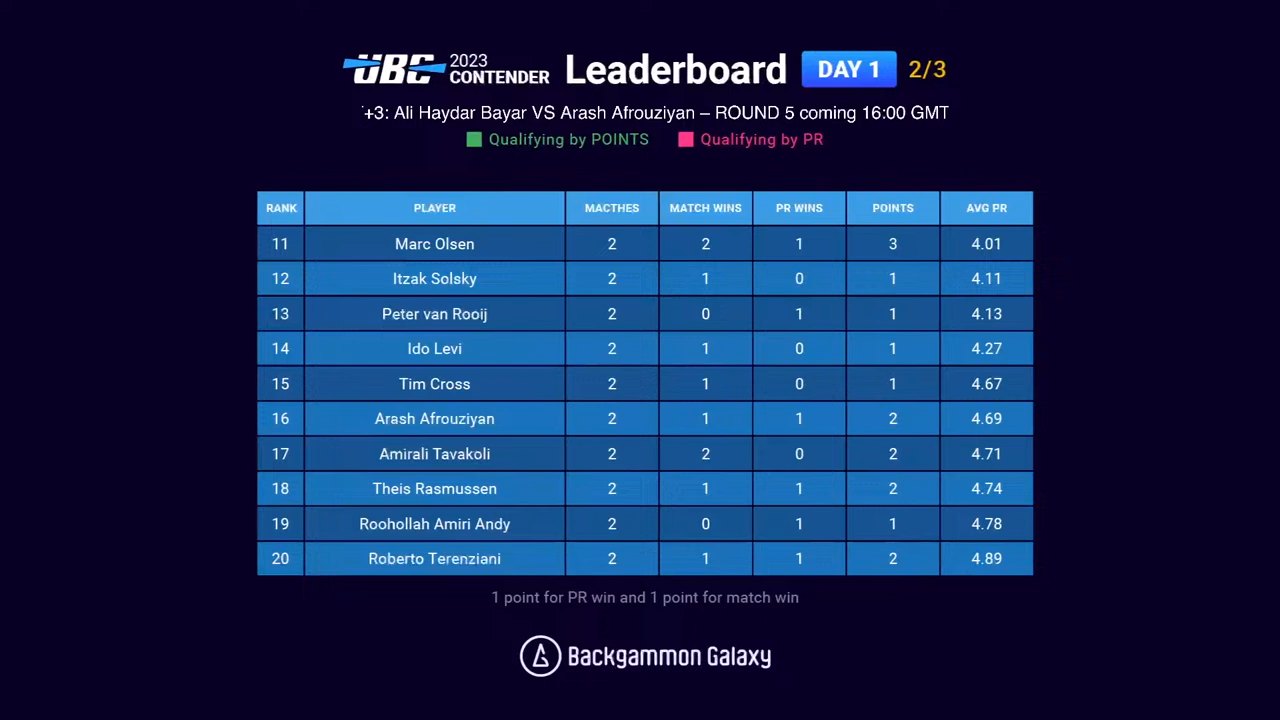 UBC 2023 CONTENDER Leaderboard DAY 1 2/3
+3: Ali Haydar Bayar VS Arash Afrouziyan – ROUND 5 coming 16:00 GMT
Qualifying by POINTS Qualifying by PR
RANK PLAYER MACTHES MATCH WINS PR WINS POINTS AVG PR
11 Marc Olsen 2 2 1 3 4.01
12 Itzak Solsky 2 1 0 1 4.11
13 Peter van Rooij 2 0 1 1 4.13
14 Ido Levi 2 1 0 1 4.27
15 Tim Cross 2 1 0 1 4.67
16 Arash Afrouziyan 2 1 1 2 4.69
17 Amirali Tavakoli 2 2 0 2 4.71
18 Theis Rasmussen 2 1 1 2 4.74
19 Roohollah Amiri Andy 2 0 1 1 4.78
20 Roberto Terenziani 2 1 1 2 4.89
1 point for PR win and 1 point for match win
Backgammon Galaxy